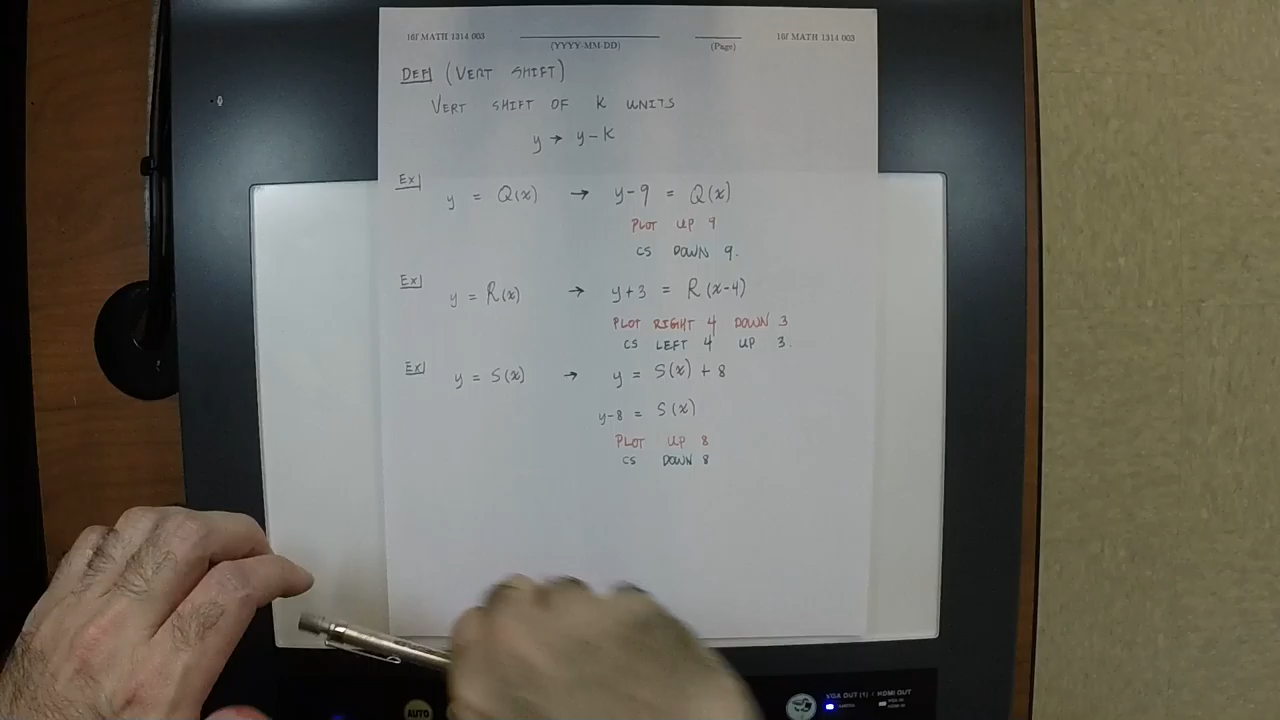 16f MATH 1314 003 (YYYY-MM-DD) (Page) 16f MATH 1314 003
DEF (VERT SHIFT)
VERT SHIFT OF K UNITS
y → y-K
Ex y = Q(x) → y-9 = Q(x)
PLOT UP 9
CS DOWN 9.
Ex y = R(x) → y+3 = R(x-4)
PLOT RIGHT 4 DOWN 3
CS LEFT 4 UP 3.
Ex y = S(x) → y = S(x) + 8
y-8 = S(x)
PLOT UP 8
CS DOWN 8
VGA OUT (1) / HDMI OUT
AUTO